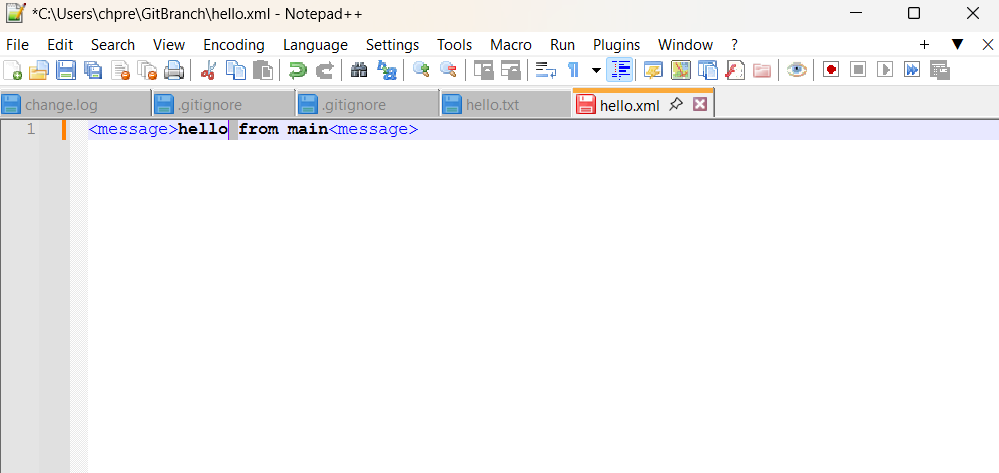 *C:\Users\chpre\GitBranch\hello.xml - Notepad++
File Edit Search View Encoding Language Settings Tools Macro Run Plugins Window ? + ▼ X
change.log .gitignore .gitignore hello.txt hello.xml
1 <message>hello from main<message>